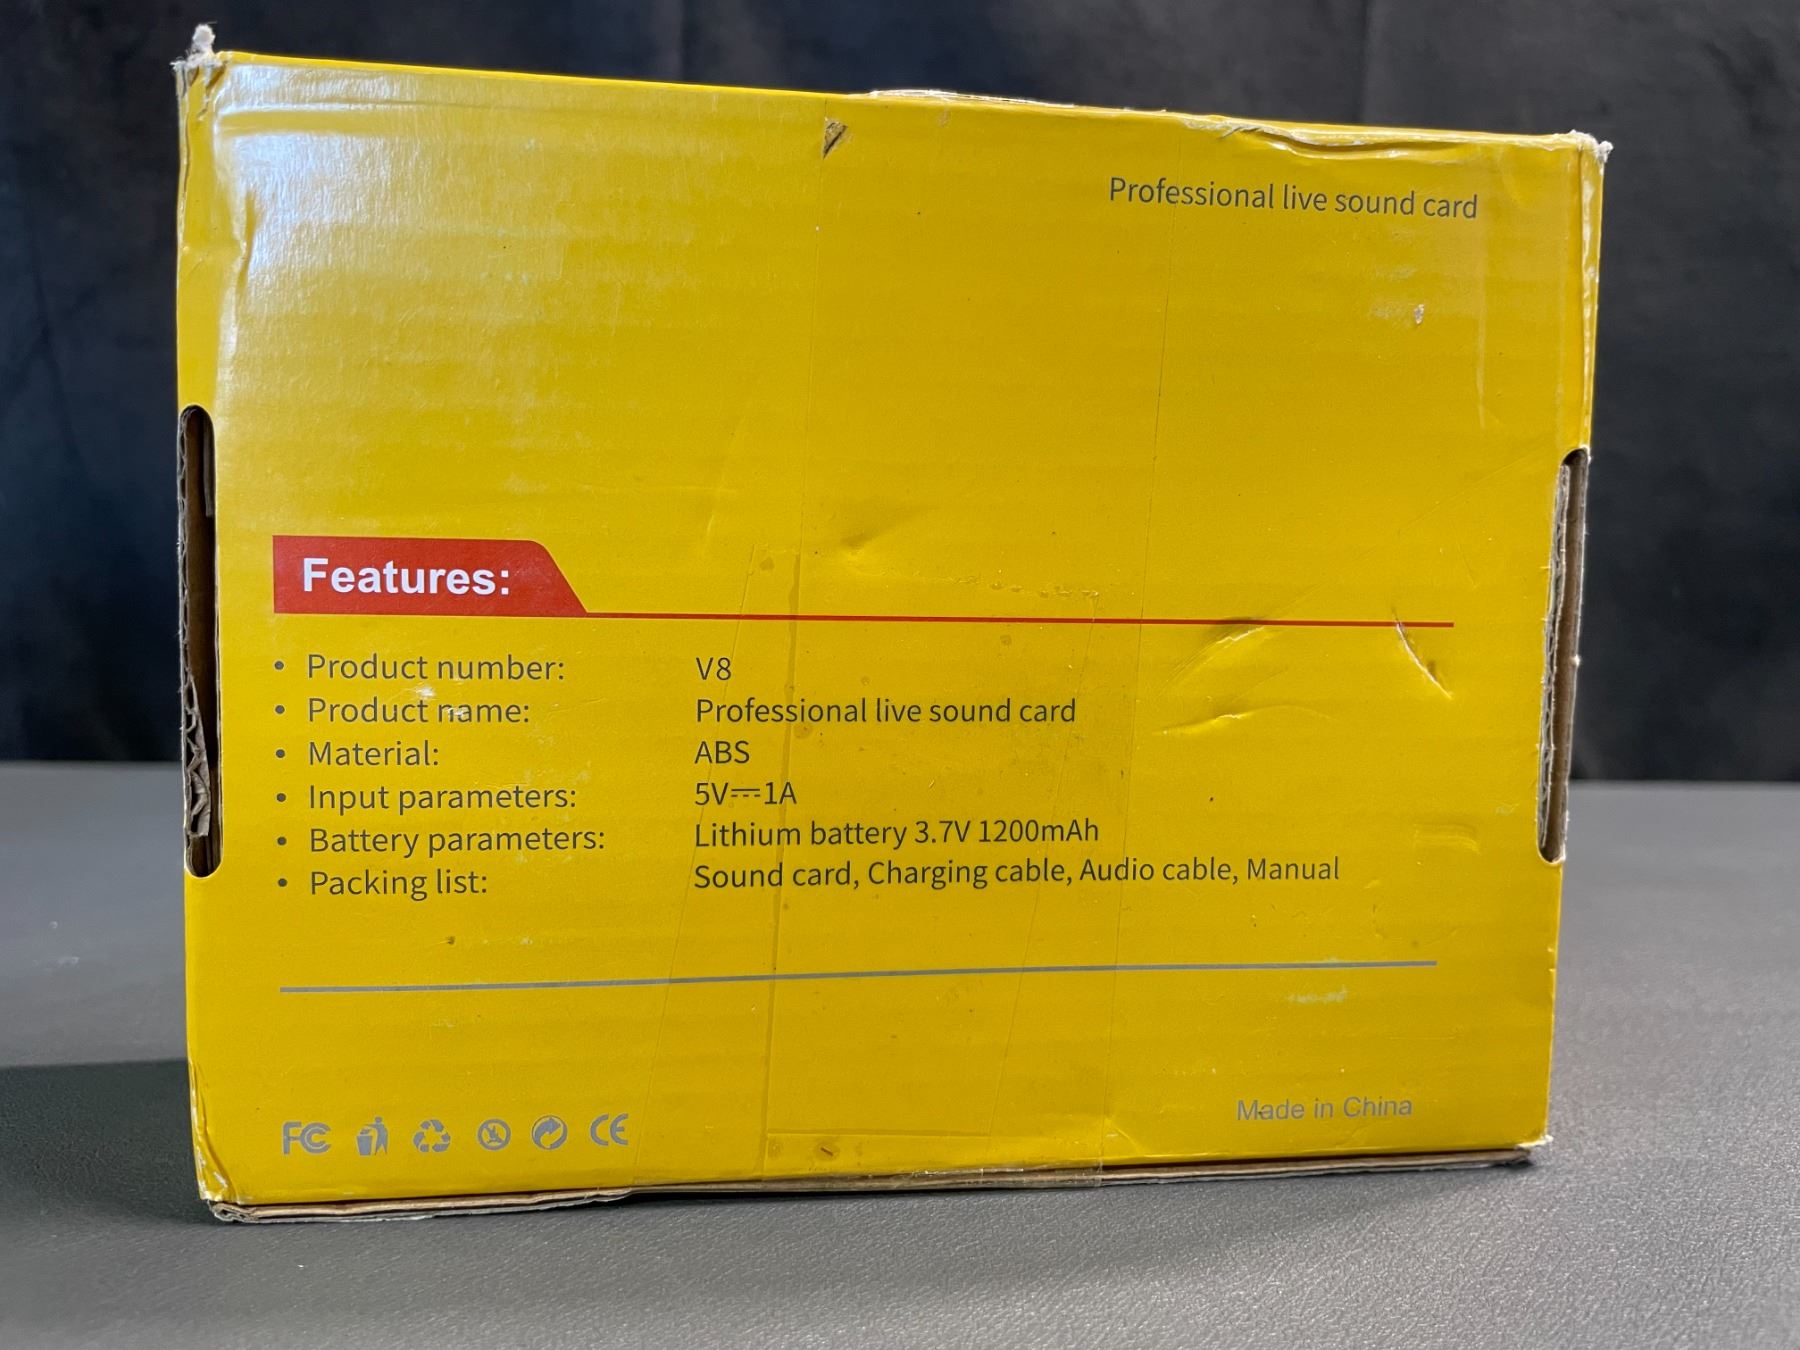 Professional live sound card
Features:
• Product number: V8
• Product name: Professional live sound card
• Material: ABS
• Input parameters: 5V⎓1A
• Battery parameters: Lithium battery 3.7V 1200mAh
• Packing list: Sound card, Charging cable, Audio cable, Manual
Made in China
FC CE